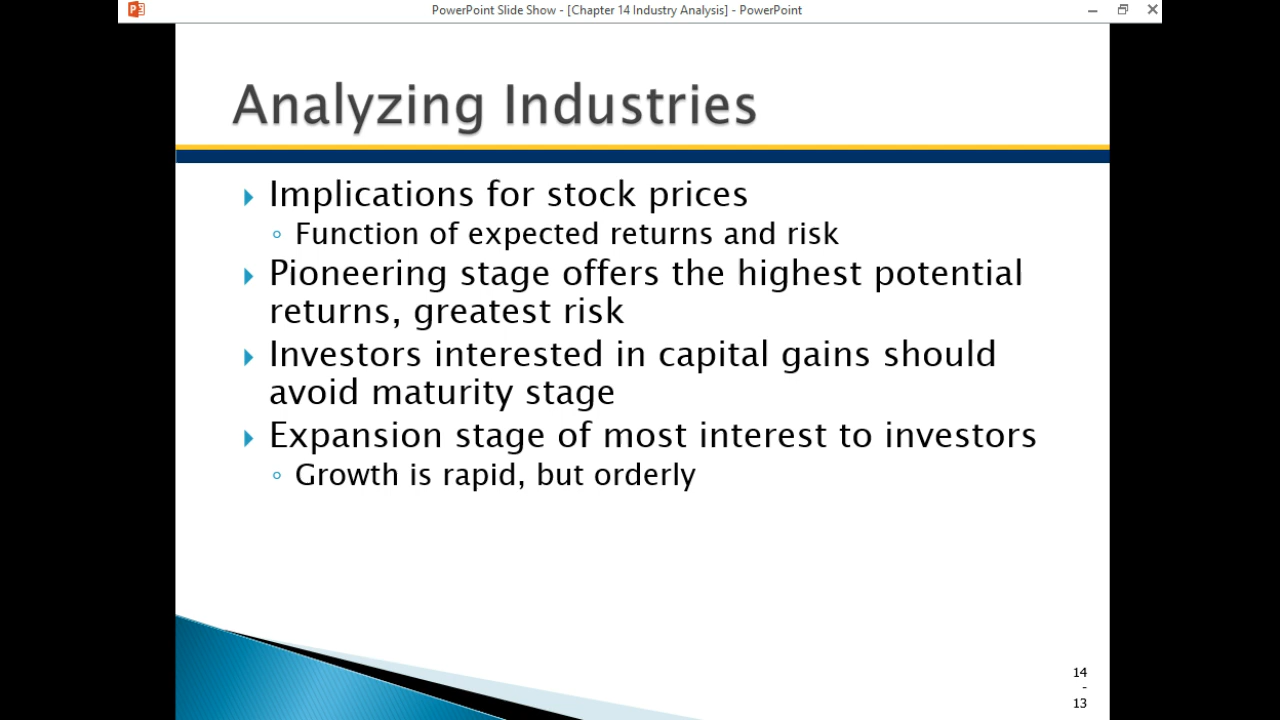 PowerPoint Slide Show - [Chapter 14 Industry Analysis] - PowerPoint
Analyzing Industries
Implications for stock prices
Function of expected returns and risk
Pioneering stage offers the highest potential
returns, greatest risk
Investors interested in capital gains should
avoid maturity stage
Expansion stage of most interest to investors
Growth is rapid, but orderly
14
-
13